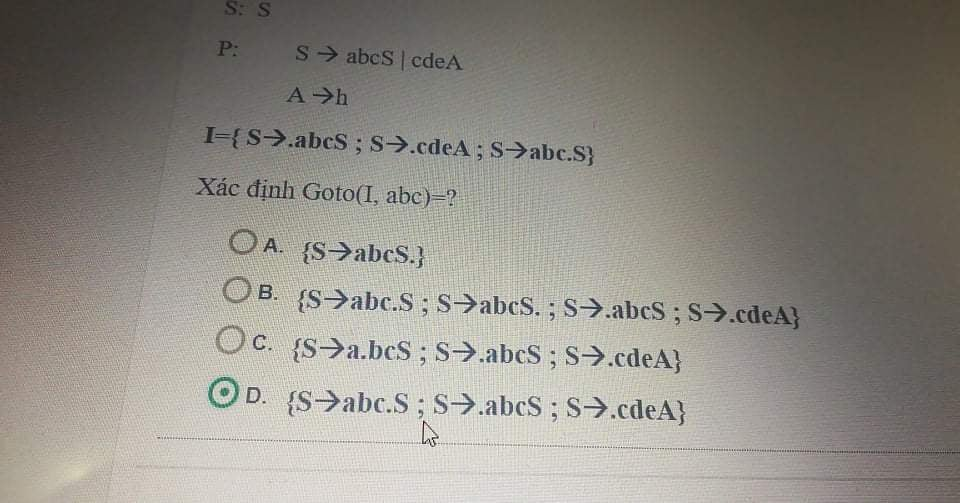 S: S
P: S → abcS | cdeA
A →h
I={ S→.abcS ; S→.cdeA ; S→abc.S}
Xác định Goto(I, abc)=?
A. {S→abcS.}
B. {S→abc.S ; S→abcS. ; S→.abcS ; S→.cdeA}
C. {S→a.bcS ; S→.abcS ; S→.cdeA}
D. {S→abc.S ; S→.abcS ; S→.cdeA}